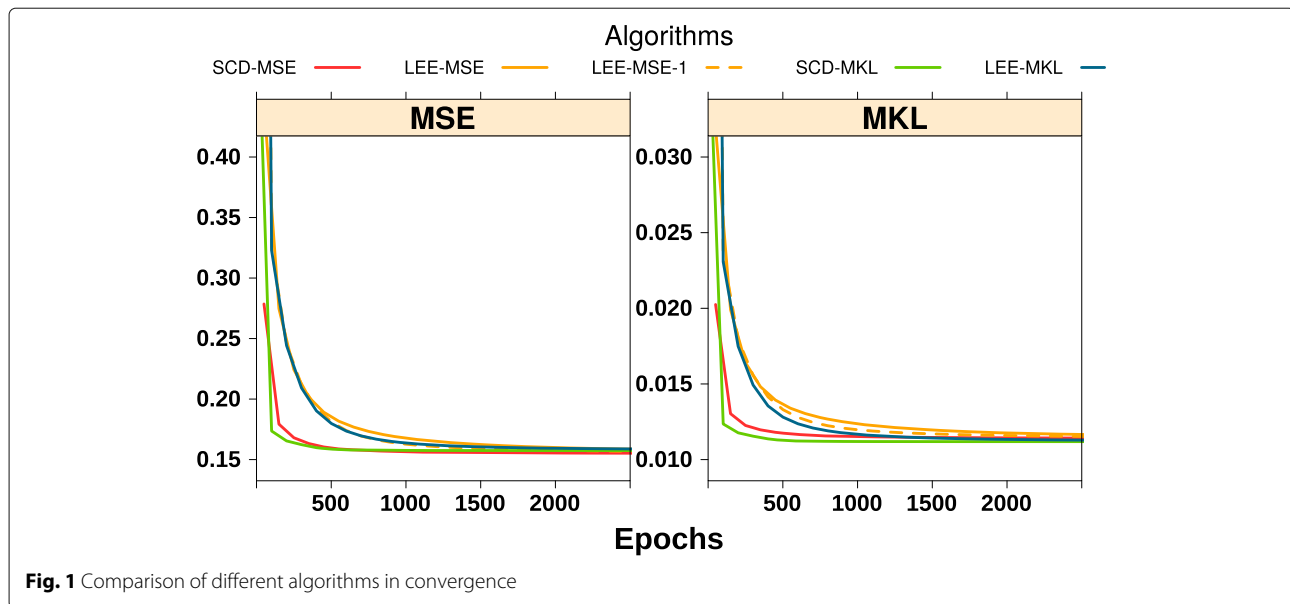 Algorithms
SCD-MSE LEE-MSE LEE-MSE-1 SCD-MKL LEE-MKL
MSE MKL
0.40 0.030
0.35 0.025
0.30
0.25 0.020
0.20 0.015
0.15 0.010
500 1000 1500 2000 500 1000 1500 2000
Epochs
Fig. 1 Comparison of different algorithms in convergence